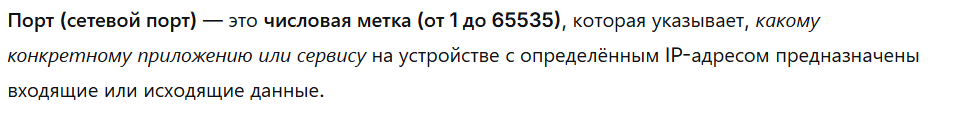 Порт (сетевой порт) — это числовая метка (от 1 до 65535), которая указывает, какому
конкретному приложению или сервису на устройстве с определённым IP-адресом предназначены
входящие или исходящие данные.